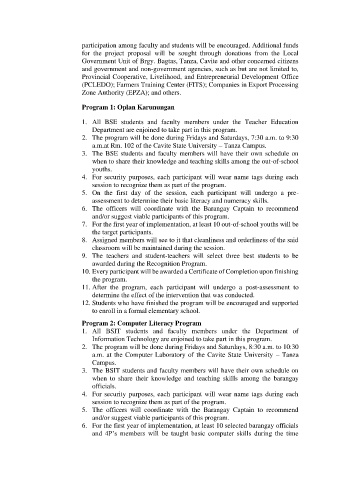 participation among faculty and students will be encouraged. Additional funds
for the project proposal will be sought through donations from the Local
Government Unit of Brgy. Bagtas, Tanza, Cavite and other concerned citizens
and government and non-government agencies, such as but are not limited to,
Provincial Cooperative, Livelihood, and Entrepreneurial Development Office
(PCLEDO); Farmers Training Center (FITS); Companies in Export Processing
Zone Authority (EPZA); and others.
Program 1: Oplan Karunungan
1. All BSE students and faculty members under the Teacher Education
Department are enjoined to take part in this program.
2. The program will be done during Fridays and Saturdays, 7:30 a.m. to 9:30
a.m.at Rm. 102 of the Cavite State University – Tanza Campus.
3. The BSE students and faculty members will have their own schedule on
when to share their knowledge and teaching skills among the out-of-school
youths.
4. For security purposes, each participant will wear name tags during each
session to recognize them as part of the program.
5. On the first day of the session, each participant will undergo a pre-
assessment to determine their basic literacy and numeracy skills.
6. The officers will coordinate with the Barangay Captain to recommend
and/or suggest viable participants of this program.
7. For the first year of implementation, at least 10 out-of-school youths will be
the target participants.
8. Assigned members will see to it that cleanliness and orderliness of the said
classroom will be maintained during the session.
9. The teachers and student-teachers will select three best students to be
awarded during the Recognition Program.
10. Every participant will be awarded a Certificate of Completion upon finishing
the program.
11. After the program, each participant will undergo a post-assessment to
determine the effect of the intervention that was conducted.
12. Students who have finished the program will be encouraged and supported
to enroll in a formal elementary school.
Program 2: Computer Literacy Program
1. All BSIT students and faculty members under the Department of
Information Technology are enjoined to take part in this program.
2. The program will be done during Fridays and Saturdays, 8:30 a.m. to 10:30
a.m. at the Computer Laboratory of the Cavite State University – Tanza
Campus.
3. The BSIT students and faculty members will have their own schedule on
when to share their knowledge and teaching skills among the barangay
officials.
4. For security purposes, each participant will wear name tags during each
session to recognize them as part of the program.
5. The officers will coordinate with the Barangay Captain to recommend
and/or suggest viable participants of this program.
6. For the first year of implementation, at least 10 selected barangay officials
and 4P's members will be taught basic computer skills during the time